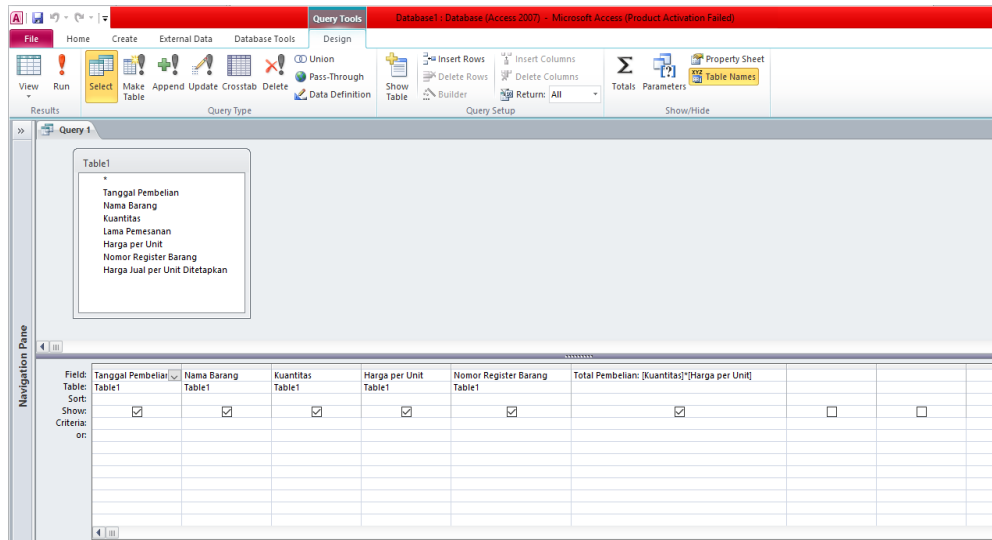 Query Tools
Database1 : Database (Access 2007) - Microsoft Access (Product Activation Failed)
File Home Create External Data Database Tools Design
View Run Select Make Table Append Update Crosstab Delete
Union
Pass-Through
Data Definition
Show Table
Insert Rows
Delete Rows
Builder
Insert Columns
Delete Columns
Return: All
Totals Parameters
Property Sheet
Table Names
Results Query Type Query Setup Show/Hide
Query 1
Table1
*
Tanggal Pembelian
Nama Barang
Kuantitas
Lama Pemesanan
Harga per Unit
Nomor Register Barang
Harga Jual per Unit Ditetapkan
Navigation Pane
Field: Tanggal Pembelian Nama Barang Kuantitas Harga per Unit Nomor Register Barang Total Pembelian: [Kuantitas]*[Harga per Unit]
Table: Table1 Table1 Table1 Table1 Table1
Sort:
Show:
Criteria:
or: